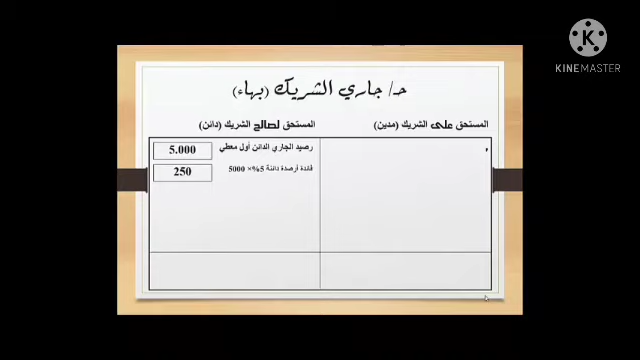 KINEMASTER
حـ/ جاري الشريك (بهاء)
المستحق على الشريك (مدين)
المستحق لصالح الشريك (دائن)
رصيد الجاري الدائن أول معطي
5.000
فائدة أرصدة دائنة 5%× 5000
250